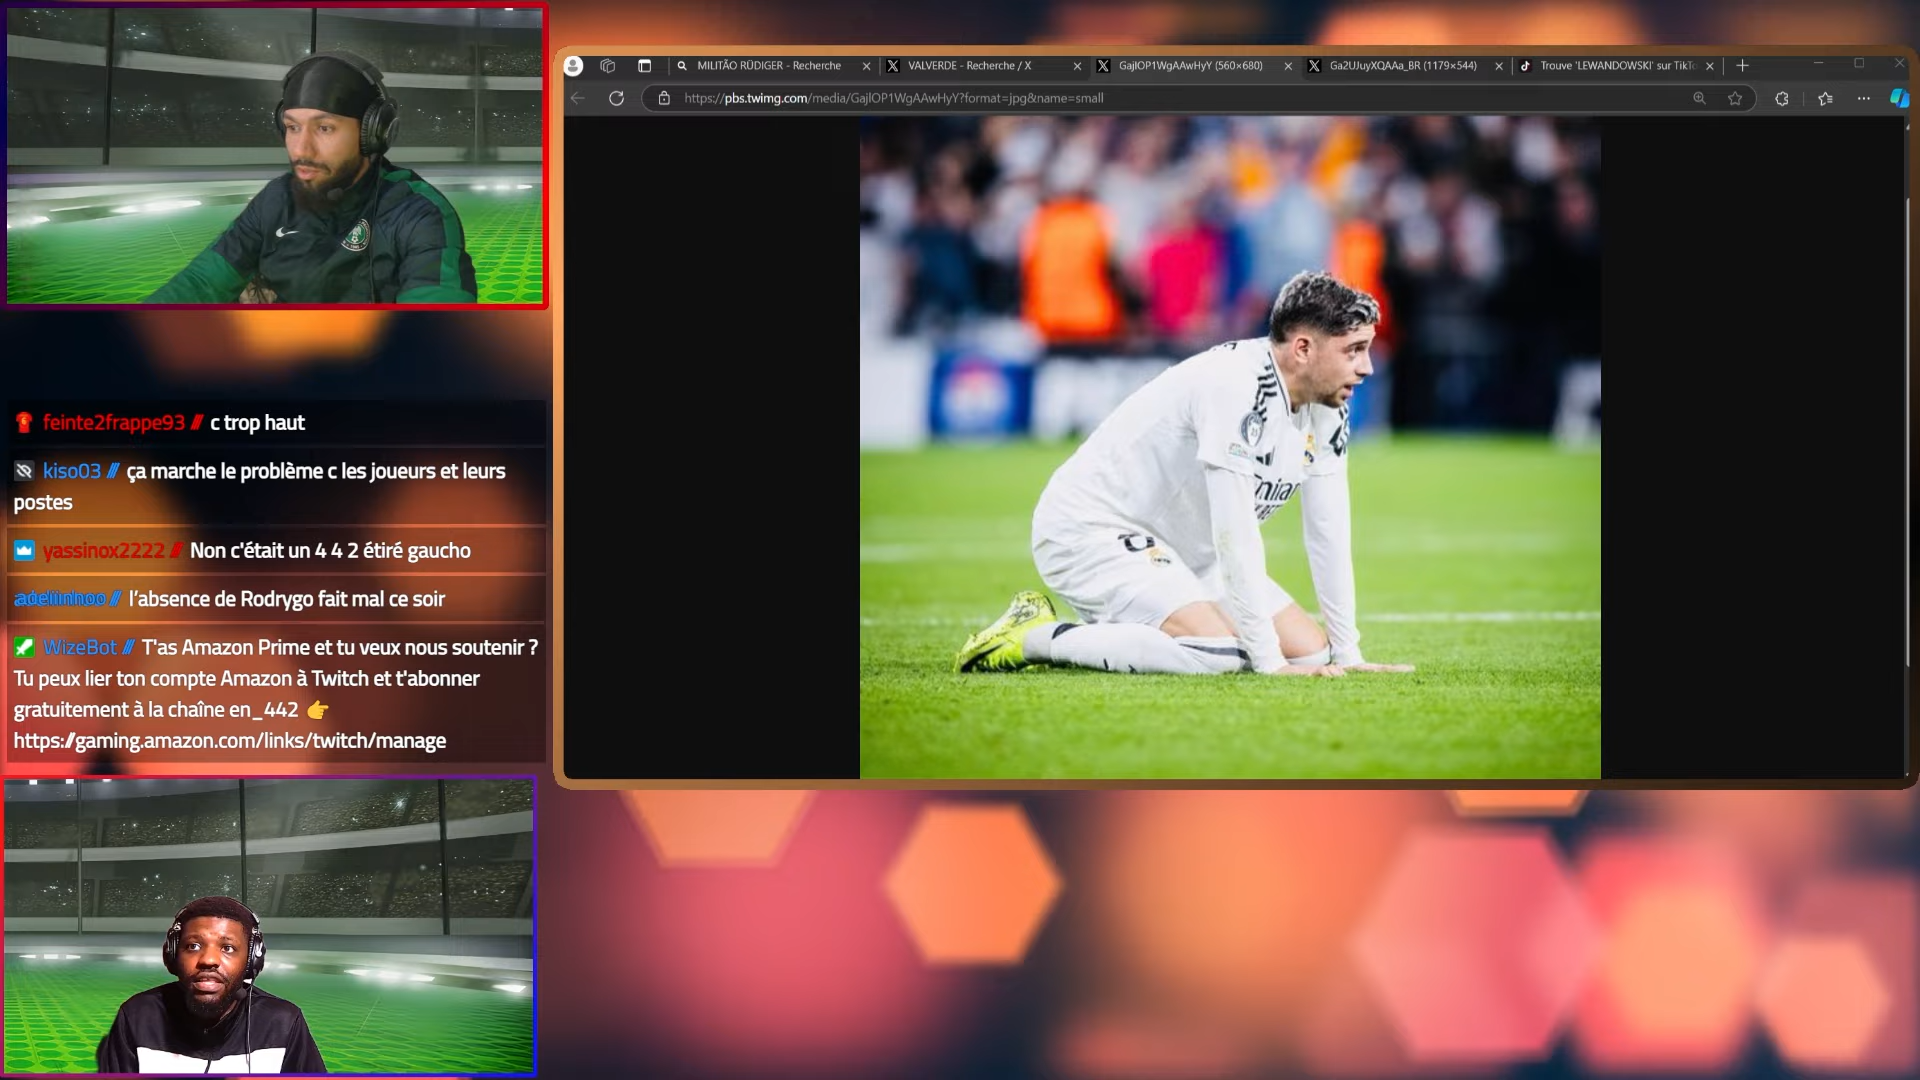 MILITÃO RÜDIGER - Recherche
VALVERDE - Recherche / X
GajlOP1WgAAwHyY (560×680)
Ga2UJuyXQAAa_BR (1179×544)
Trouve 'LEWANDOWSKI' sur TikTo
https://pbs.twimg.com/media/GajlOP1WgAAwHyY?format=jpg&name=small
feinte2frappe93 // c trop haut
kiso03 // ça marche le problème c les joueurs et leurs
postes
yassinox2222 // Non c'était un 4 4 2 étiré gaucho
adeliinhoo // l'absence de Rodrygo fait mal ce soir
WizeBot // T'as Amazon Prime et tu veux nous soutenir ?
Tu peux lier ton compte Amazon à Twitch et t'abonner
gratuitement à la chaîne en_442 👉
https://gaming.amazon.com/links/twitch/manage